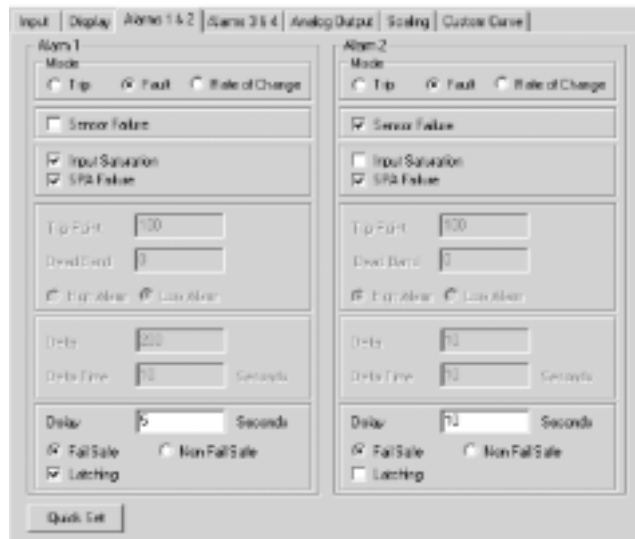 Input Display Alarms 1 & 2 Alarms 3 & 4 Analog Output Scaling Custom Curve
Alarm 1
Mode
Trip Fault Rate of Change
Sensor Failure
Input Saturation
SPA Failure
Trip Point 100
Dead Band 0
High Alarm Low Alarm
Delta 200
Delta Time 10 Seconds
Delay 5 Seconds
Fail Safe Non Fail Safe
Latching
Alarm 2
Mode
Trip Fault Rate of Change
Sensor Failure
Input Saturation
SPA Failure
Trip Point 100
Dead Band 0
High Alarm Low Alarm
Delta 10
Delta Time 10 Seconds
Delay 10 Seconds
Fail Safe Non Fail Safe
Latching
Quick Set